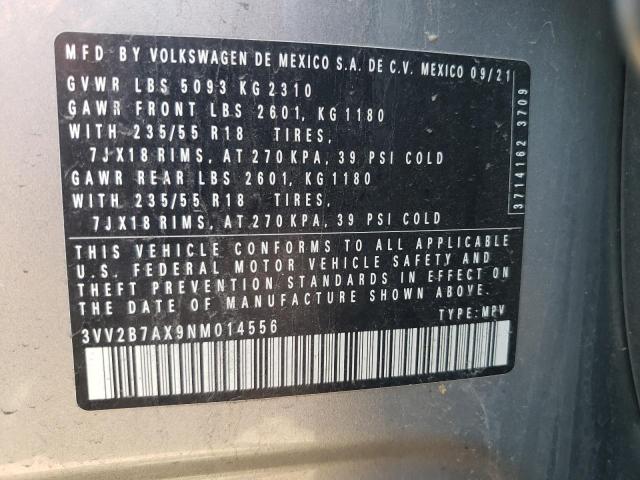 MFD BY VOLKSWAGEN DE MEXICO S.A. DE C.V. MEXICO 09/21
GVWR LBS 5093 KG 2310
GAWR FRONT LBS 2601, KG 1180
WITH 235/55 R18 TIRES,
7JX18 RIMS, AT 270 KPA, 39 PSI COLD
GAWR REAR LBS 2601, KG 1180
WITH 235/55 R18 TIRES,
7JX18 RIMS, AT 270 KPA, 39 PSI COLD
THIS VEHICLE CONFORMS TO ALL APPLICABLE
U.S. FEDERAL MOTOR VEHICLE SAFETY AND
THEFT PREVENTION STANDARDS IN EFFECT ON
THE DATE OF MANUFACTURE SHOWN ABOVE.
3VV2B7AX9NM014556 TYPE: MPV
3714162 3709